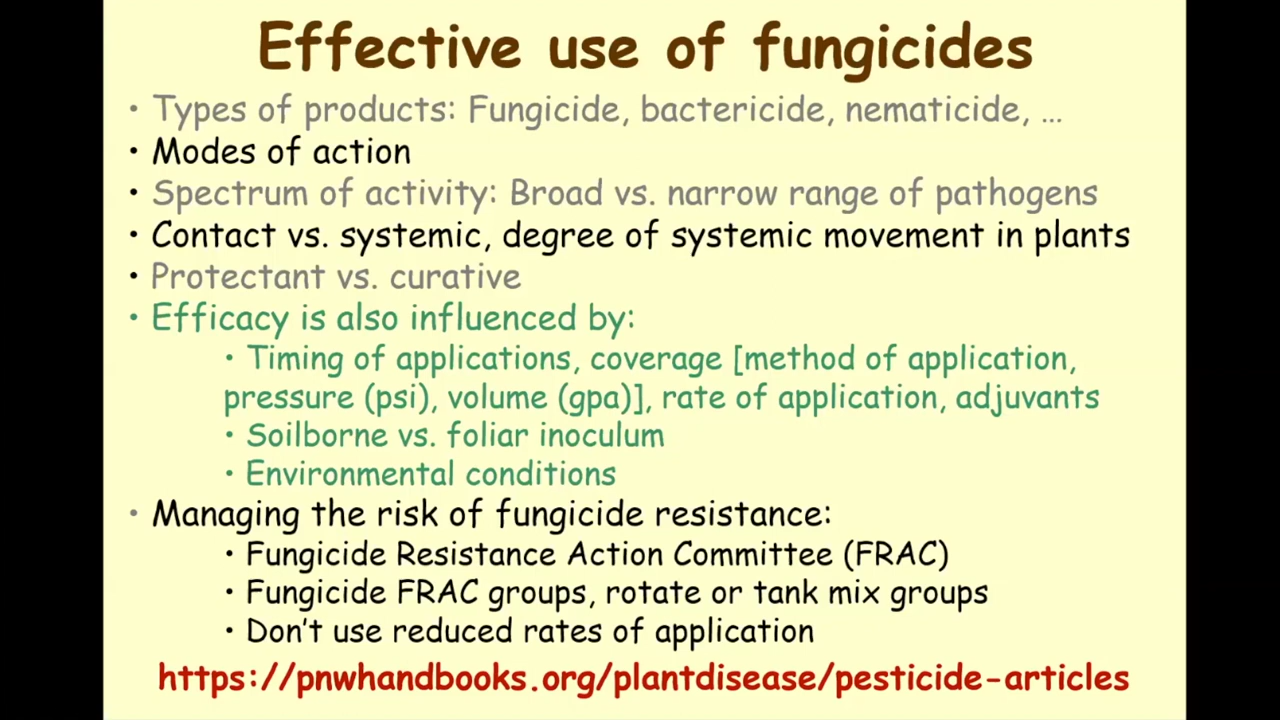 Effective use of fungicides
• Types of products: Fungicide, bactericide, nematicide, …
• Modes of action
• Spectrum of activity: Broad vs. narrow range of pathogens
• Contact vs. systemic, degree of systemic movement in plants
• Protectant vs. curative
• Efficacy is also influenced by:
• Timing of applications, coverage [method of application,
pressure (psi), volume (gpa)], rate of application, adjuvants
• Soilborne vs. foliar inoculum
• Environmental conditions
• Managing the risk of fungicide resistance:
• Fungicide Resistance Action Committee (FRAC)
• Fungicide FRAC groups, rotate or tank mix groups
• Don't use reduced rates of application
https://pnwhandbooks.org/plantdisease/pesticide-articles